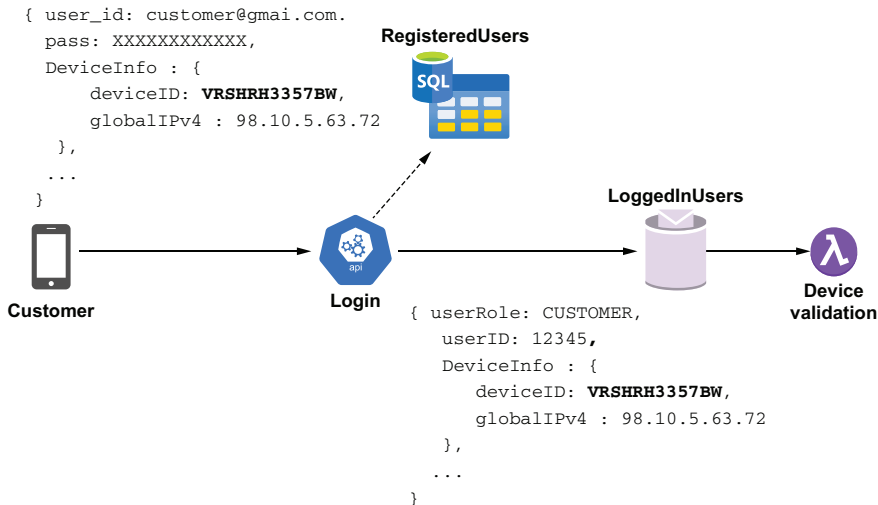 { user_id: customer@gmai.com.
pass: XXXXXXXXXXXX,
DeviceInfo : {
deviceID: VRSHRH3357BW,
globalIPv4 : 98.10.5.63.72
},
...
}
RegisteredUsers
SQL
LoggedInUsers
api
λ
Customer
Login
Device
validation
{ userRole: CUSTOMER,
userID: 12345,
DeviceInfo : {
deviceID: VRSHRH3357BW,
globalIPv4 : 98.10.5.63.72
},
...
}